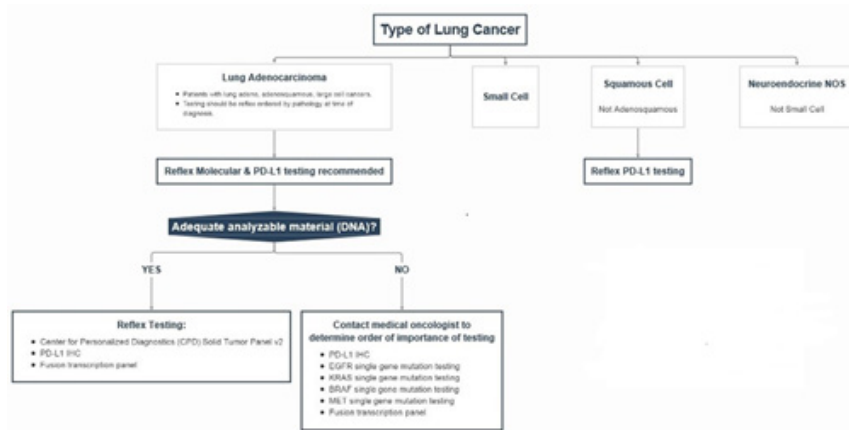 Type of Lung Cancer
Lung Adenocarcinoma
Patients with lung adeno, adenosquamous, large cell cancers.
Testing should be reflex ordered by pathology at time of
diagnosis.
Small Cell
Squamous Cell
Not Adenosquamous
Neuroendocrine NOS
Not Small Cell
Reflex Molecular & PD-L1 testing recommended
Reflex PD-L1 testing
Adequate analyzable material (DNA)?
YES
NO
Reflex Testing:
Center for Personalized Diagnostics (CPD) Solid Tumor Panel v2
PD-L1 IHC
Fusion transcription panel
Contact medical oncologist to
determine order of importance of testing
PD-L1 IHC
EGFR single gene mutation testing
KRAS single gene mutation testing
BRAF single gene mutation testing
MET single gene mutation testing
Fusion transcription panel